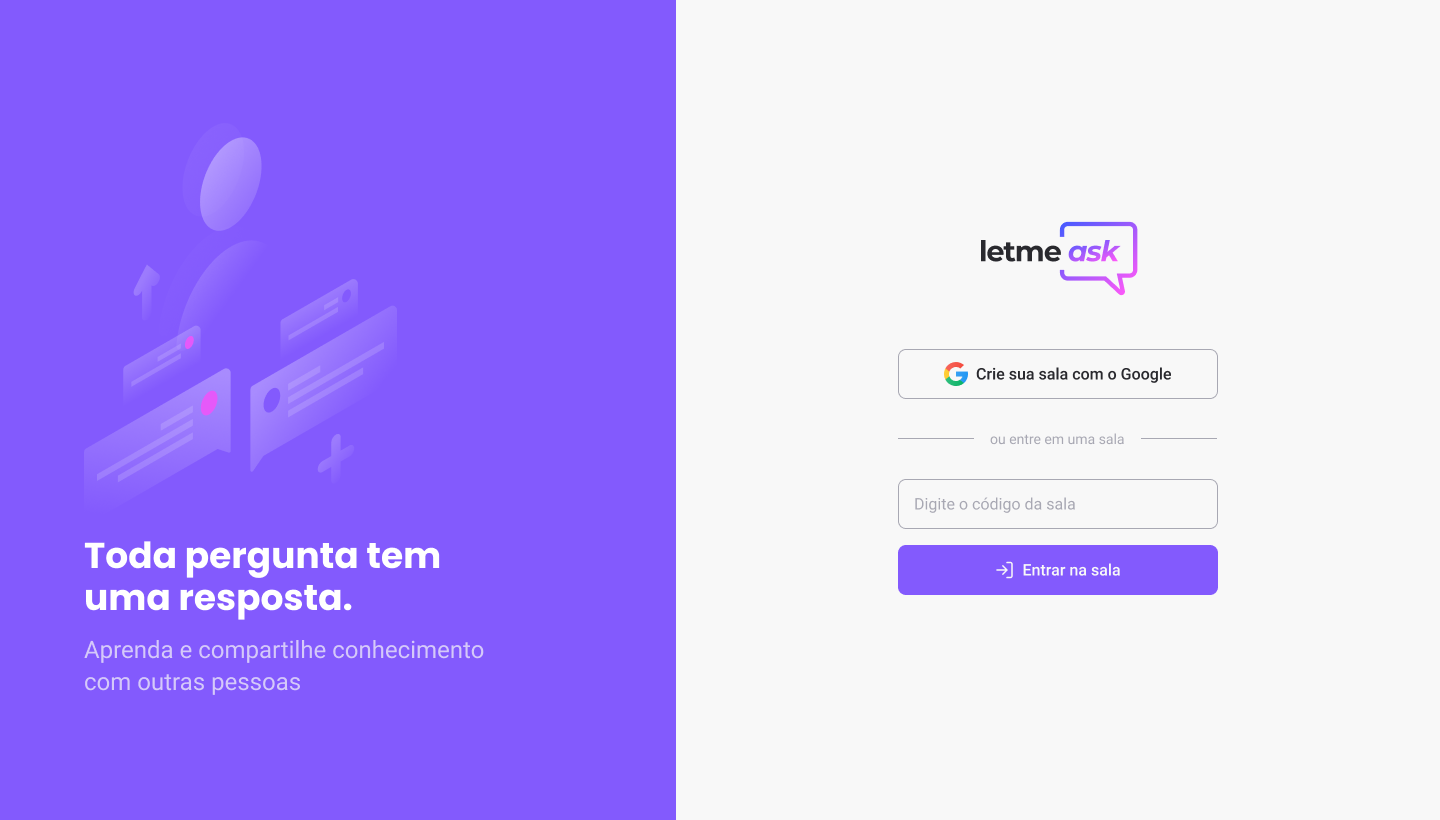 Toda pergunta tem
uma resposta.
Aprenda e compartilhe conhecimento
com outras pessoas
letme ask
Crie sua sala com o Google
ou entre em uma sala
Digite o código da sala
Entrar na sala